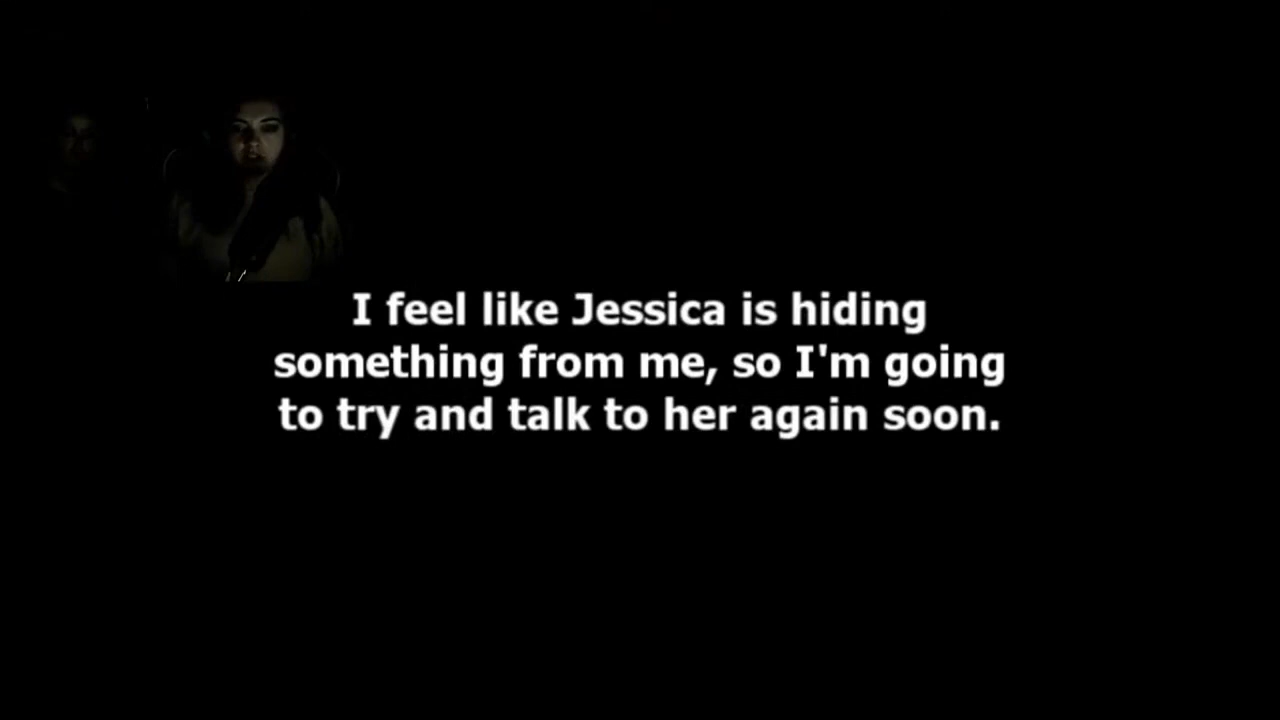 I feel like Jessica is hiding
something from me, so I'm going
to try and talk to her again soon.